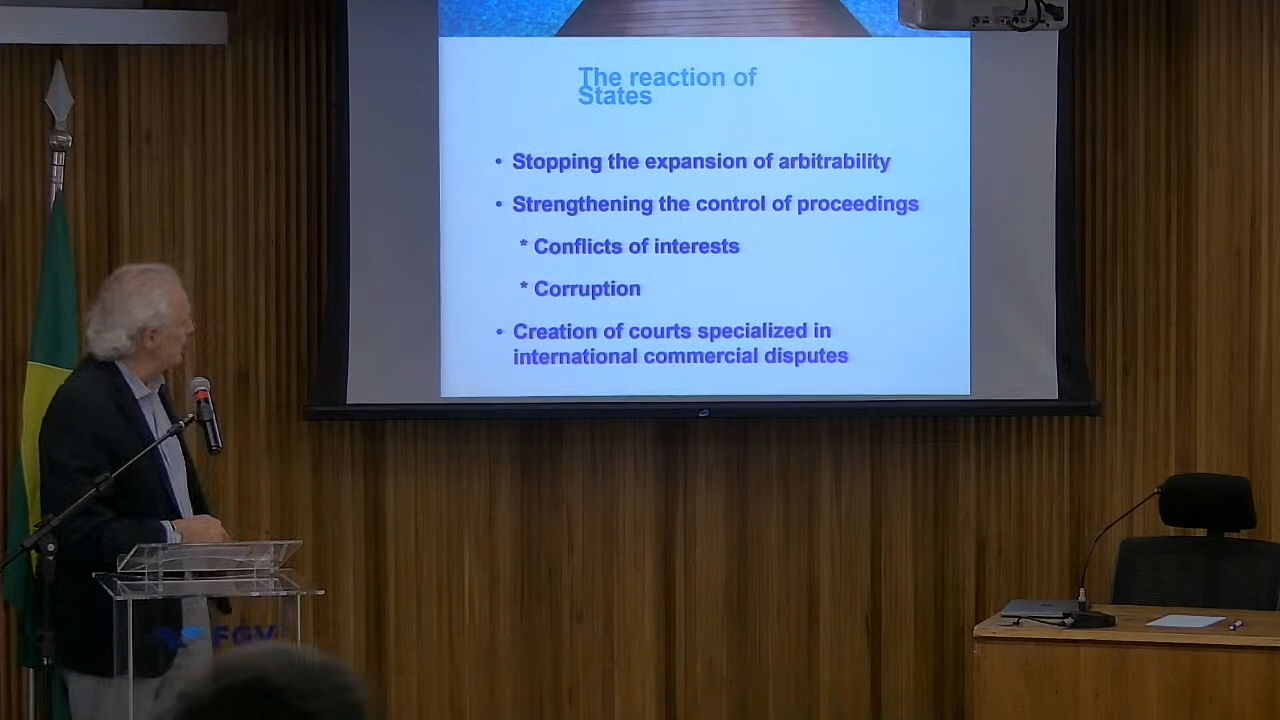 The reaction of
States
• Stopping the expansion of arbitrability
• Strengthening the control of proceedings
* Conflicts of interests
* Corruption
• Creation of courts specialized in
international commercial disputes
FGV